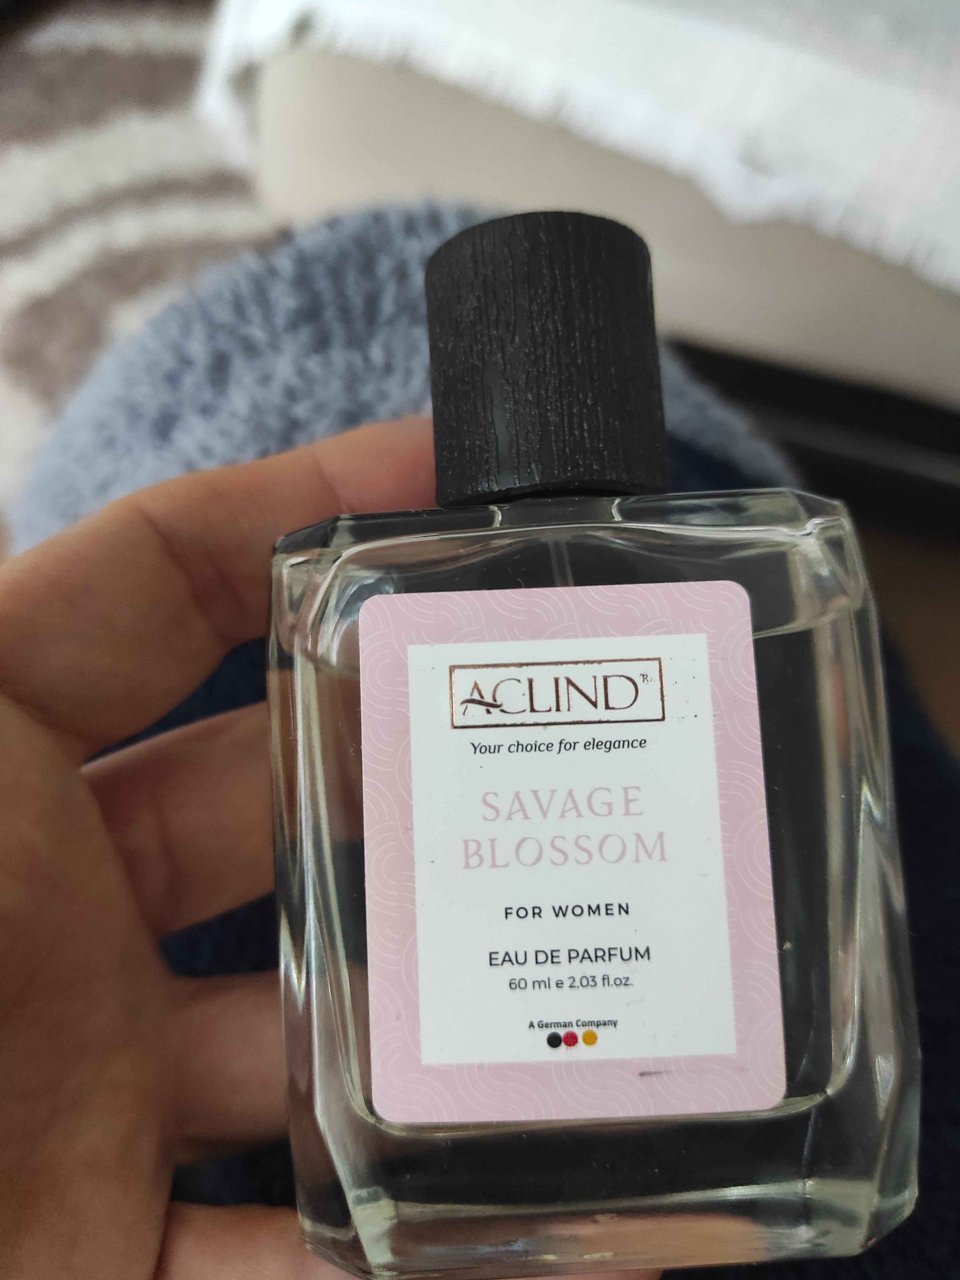 ACLIND
Your choice for elegance
SAVAGE
BLOSSOM
FOR WOMEN
EAU DE PARFUM
60 ml e 2.03 fl.oz.
A German Company